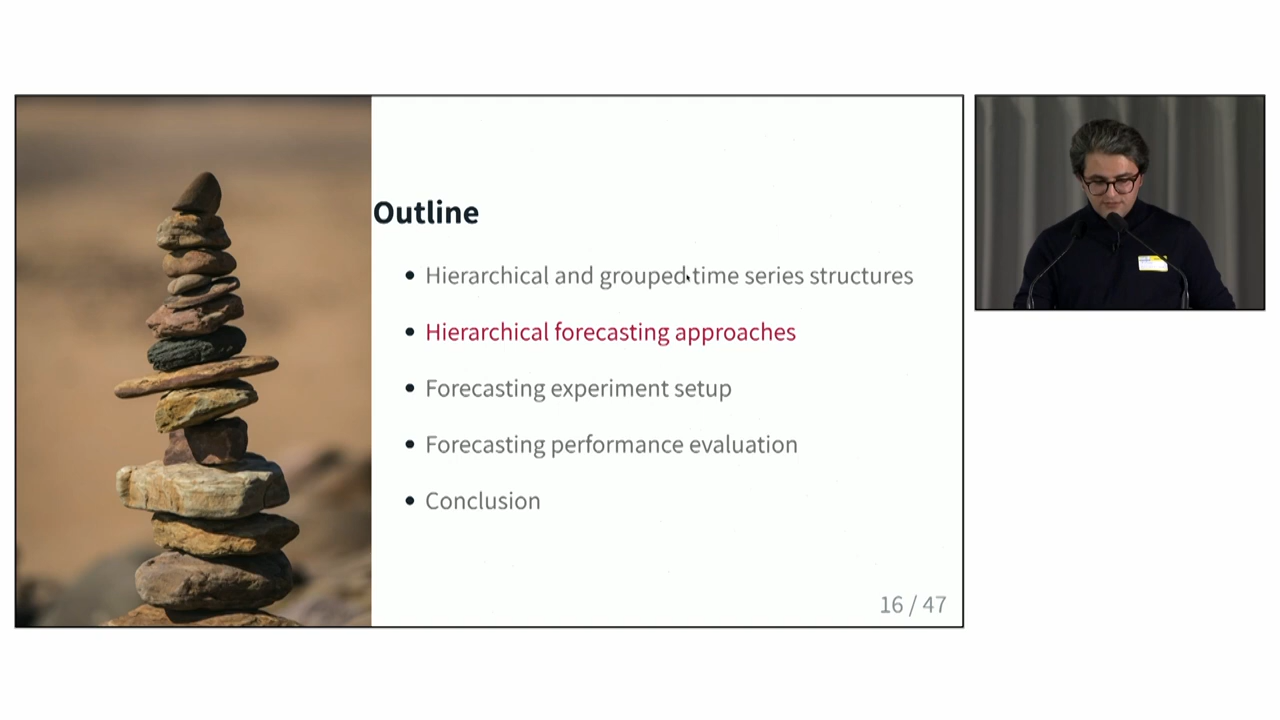 Outline
Hierarchical and grouped time series structures
Hierarchical forecasting approaches
Forecasting experiment setup
Forecasting performance evaluation
Conclusion
16 / 47